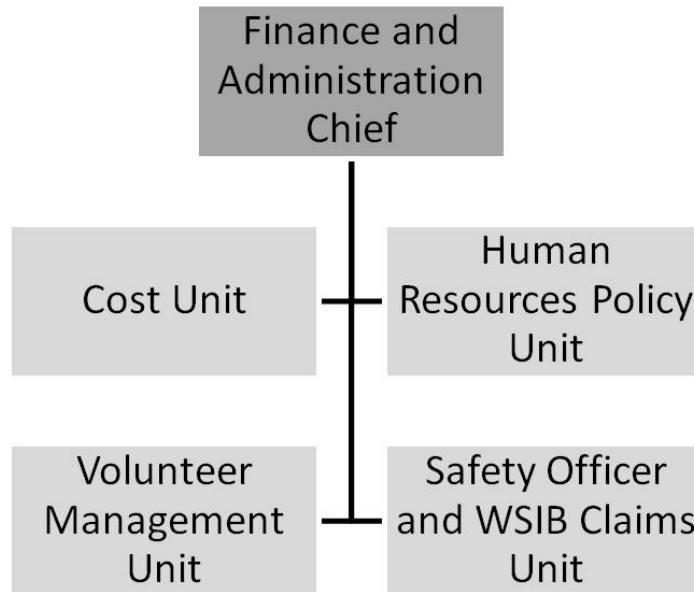 Finance and
Administration
Chief
Cost Unit
Human
Resources Policy
Unit
Volunteer
Management
Unit
Safety Officer
and WSIB Claims
Unit